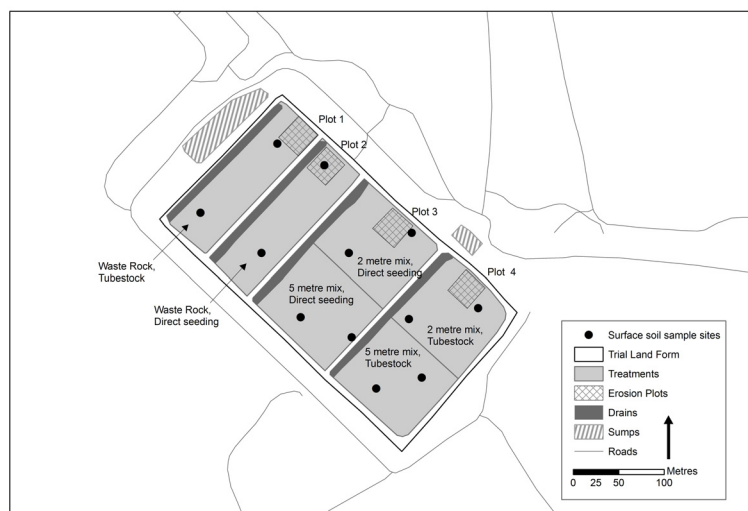 Plot 1
Plot 2
Plot 3
Plot 4
Waste Rock,
Tubestock
Waste Rock,
Direct seeding
2 metre mix,
Direct seeding
5 metre mix,
Direct seeding
2 metre mix,
Tubestock
5 metre mix,
Tubestock
Surface soil sample sites
Trial Land Form
Treatments
Erosion Plots
Drains
Sumps
Roads
Metres
0 25 50 100